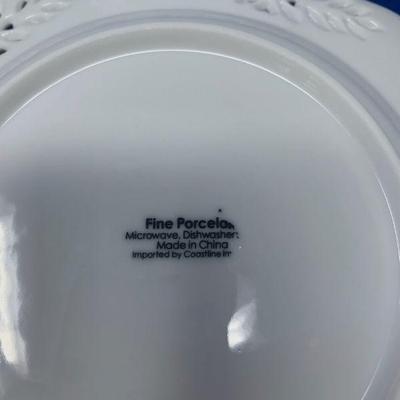 Fine Porcela
Microwave, Dishwasher
Made in China
Imported by Coastline Im